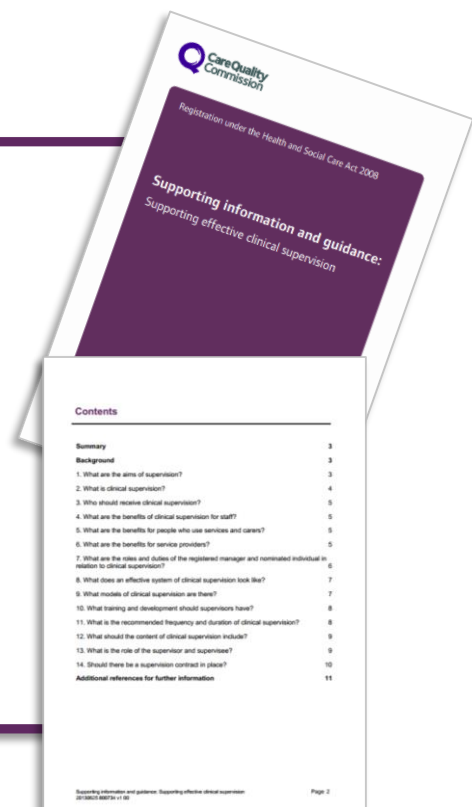 CareQuality
Commission
Registration under the Health and Social Care Act 2008
Supporting information and guidance:
Supporting effective clinical supervision
Contents
Summary 3
Background 3
1. What are the aims of supervision? 3
2. What is clinical supervision? 4
3. Who should receive clinical supervision? 5
4. What are the benefits of clinical supervision for staff? 5
5. What are the benefits for people who use services and carers? 5
6. What are the benefits for service providers? 5
7. What are the roles and duties of the registered manager and nominated individual in
relation to clinical supervision? 6
8. What does an effective system of clinical supervision look like? 7
9. What models of clinical supervision are there? 7
10. What training and development should supervisors have? 8
11. What is the recommended frequency and duration of clinical supervision? 8
12. What should the content of clinical supervision include? 9
13. What is the role of the supervisor and supervisee? 9
14. Should there be a supervision contract in place? 10
Additional references for further information 11
Supporting information and guidance: Supporting effective clinical supervision Page 2